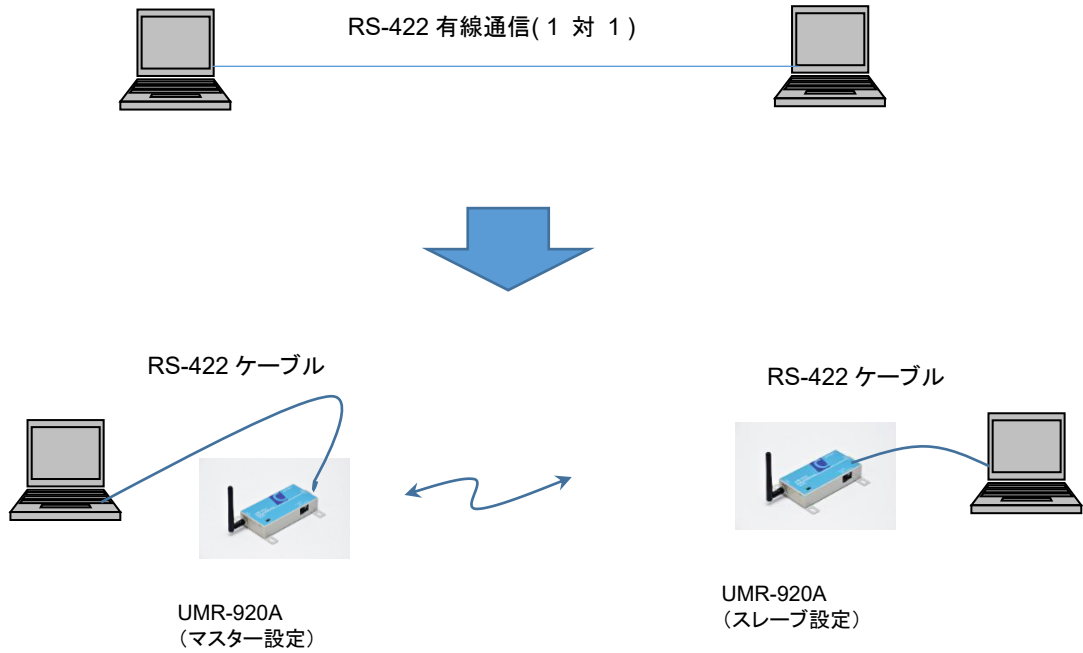 RS-422 有線通信( 1 対 1 )
RS-422 ケーブル
RS-422 ケーブル
UMR-920A
（マスター設定）
UMR-920A
（スレーブ設定）